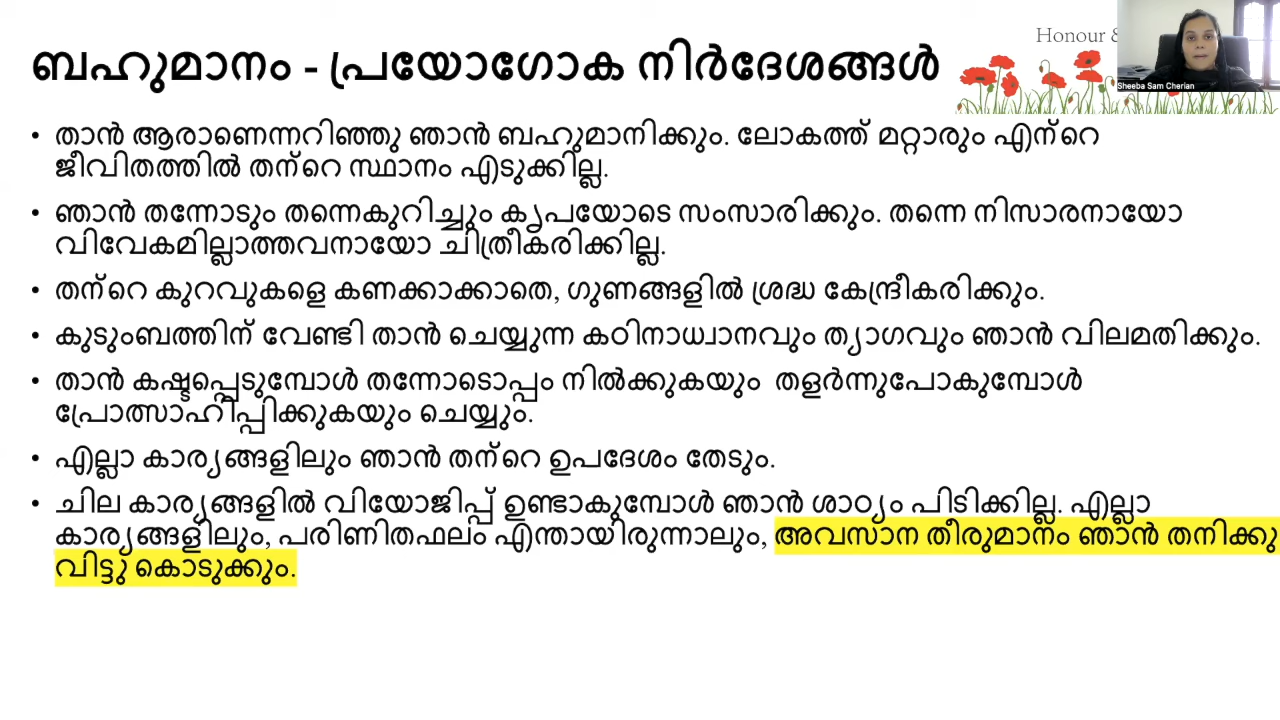 Honour &
Sheeba Sam Cherian
ബഹുമാനം - പ്രയോഗോക നിർദേശങ്ങൾ
• താൻ ആരാണെന്നറിഞ്ഞു ഞാൻ ബഹുമാനിക്കും. ലോകത്ത് മറ്റാരും എന്റെ
ജീവിതത്തിൽ തന്റെ സ്ഥാനം എടുക്കില്ല.
• ഞാൻ തന്നോടും തന്നെകുറിച്ചും കൃപയോടെ സംസാരിക്കും. തന്നെ നിസാരനായോ
വിവേകമില്ലാത്തവനായോ ചിത്രീകരിക്കില്ല.
• തന്റെ കുറവുകളെ കണക്കാക്കാതെ, ഗുണങ്ങളിൽ ശ്രദ്ധ കേന്ദ്രീകരിക്കും.
• കുടുംബത്തിന് വേണ്ടി താൻ ചെയ്യുന്ന കഠിനാധ്വാനവും ത്യാഗവും ഞാൻ വിലമതിക്കും.
• താൻ കഷ്ടപ്പെടുമ്പോൾ തന്നോടൊപ്പം നിൽക്കുകയും തളർന്നുപോകുമ്പോൾ
പ്രോത്സാഹിപ്പിക്കുകയും ചെയ്യും.
• എല്ലാ കാര്യങ്ങളിലും ഞാൻ തന്റെ ഉപദേശം തേടും.
• ചില കാര്യങ്ങളിൽ വിയോജിപ്പ് ഉണ്ടാകുമ്പോൾ ഞാൻ ശാഠ്യം പിടിക്കില്ല. എല്ലാ
കാര്യങ്ങളിലും, പരിണിതഫലം എന്തായിരുന്നാലും, അവസാന തീരുമാനം ഞാൻ തനിക്കു
വിട്ടു കൊടുക്കും.